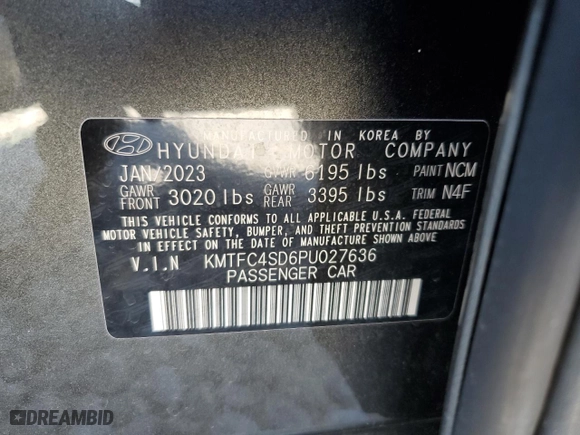 MANUFACTURED IN KOREA BY
HYUNDAI MOTOR COMPANY
JAN/2023 GVWR 6195 lbs PAINT NCM
GAWR FRONT 3020 lbs GAWR REAR 3395 lbs TRIM N4F
THIS VEHICLE CONFORMS TO ALL APPLICABLE U.S.A. FEDERAL
MOTOR VEHICLE SAFETY, BUMPER, AND THEFT PREVENTION STANDARDS
IN EFFECT ON THE DATE OF MANUFACTURE SHOWN ABOVE.
V.I.N KMTFC4SD6PU027636
PASSENGER CAR
DREAMBID